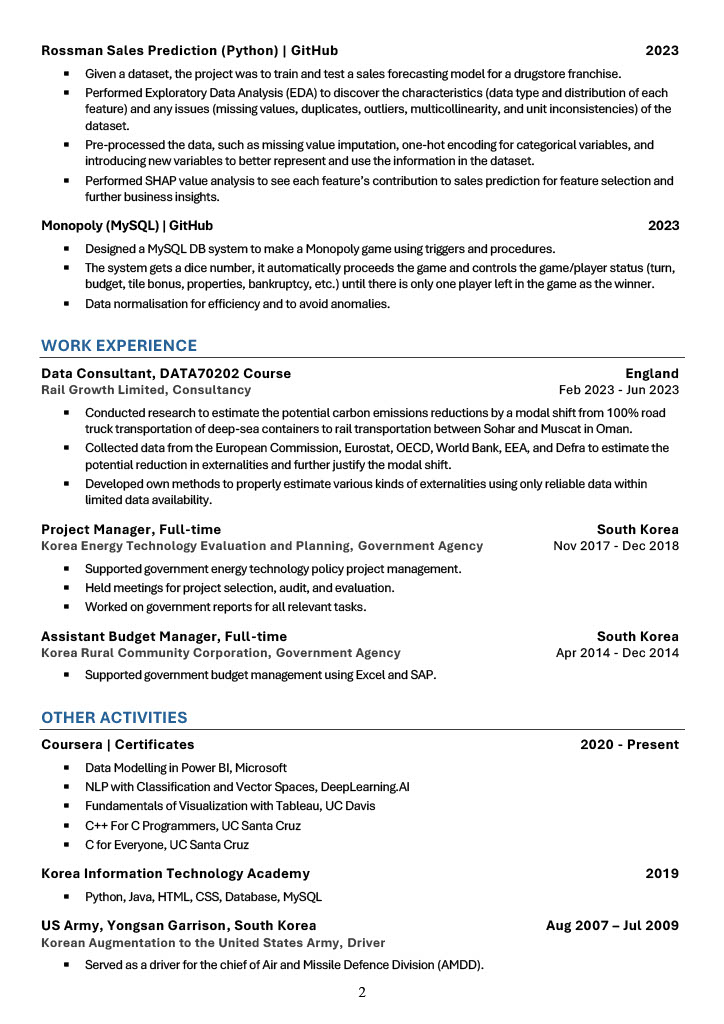 Rossman Sales Prediction (Python) | GitHub 2023
▪ Given a dataset, the project was to train and test a sales forecasting model for a drugstore franchise.
▪ Performed Exploratory Data Analysis (EDA) to discover the characteristics (data type and distribution of each
feature) and any issues (missing values, duplicates, outliers, multicollinearity, and unit inconsistencies) of the
dataset.
▪ Pre-processed the data, such as missing value imputation, one-hot encoding for categorical variables, and
introducing new variables to better represent and use the information in the dataset.
▪ Performed SHAP value analysis to see each feature’s contribution to sales prediction for feature selection and
further business insights.
Monopoly (MySQL) | GitHub 2023
▪ Designed a MySQL DB system to make a Monopoly game using triggers and procedures.
▪ The system gets a dice number, it automatically proceeds the game and controls the game/player status (turn,
budget, tile bonus, properties, bankruptcy, etc.) until there is only one player left in the game as the winner.
▪ Data normalisation for efficiency and to avoid anomalies.
WORK EXPERIENCE
Data Consultant, DATA70202 Course England
Rail Growth Limited, Consultancy Feb 2023 - Jun 2023
▪ Conducted research to estimate the potential carbon emissions reductions by a modal shift from 100% road
truck transportation of deep-sea containers to rail transportation between Sohar and Muscat in Oman.
▪ Collected data from the European Commission, Eurostat, OECD, World Bank, EEA, and Defra to estimate the
potential reduction in externalities and further justify the modal shift.
▪ Developed own methods to properly estimate various kinds of externalities using only reliable data within
limited data availability.
Project Manager, Full-time South Korea
Korea Energy Technology Evaluation and Planning, Government Agency Nov 2017 - Dec 2018
▪ Supported government energy technology policy project management.
▪ Held meetings for project selection, audit, and evaluation.
▪ Worked on government reports for all relevant tasks.
Assistant Budget Manager, Full-time South Korea
Korea Rural Community Corporation, Government Agency Apr 2014 - Dec 2014
▪ Supported government budget management using Excel and SAP.
OTHER ACTIVITIES
Coursera | Certificates 2020 - Present
▪ Data Modelling in Power BI, Microsoft
▪ NLP with Classification and Vector Spaces, DeepLearning.AI
▪ Fundamentals of Visualization with Tableau, UC Davis
▪ C++ For C Programmers, UC Santa Cruz
▪ C for Everyone, UC Santa Cruz
Korea Information Technology Academy 2019
▪ Python, Java, HTML, CSS, Database, MySQL
US Army, Yongsan Garrison, South Korea Aug 2007 – Jul 2009
Korean Augmentation to the United States Army, Driver
▪ Served as a driver for the chief of Air and Missile Defence Division (AMDD).
2